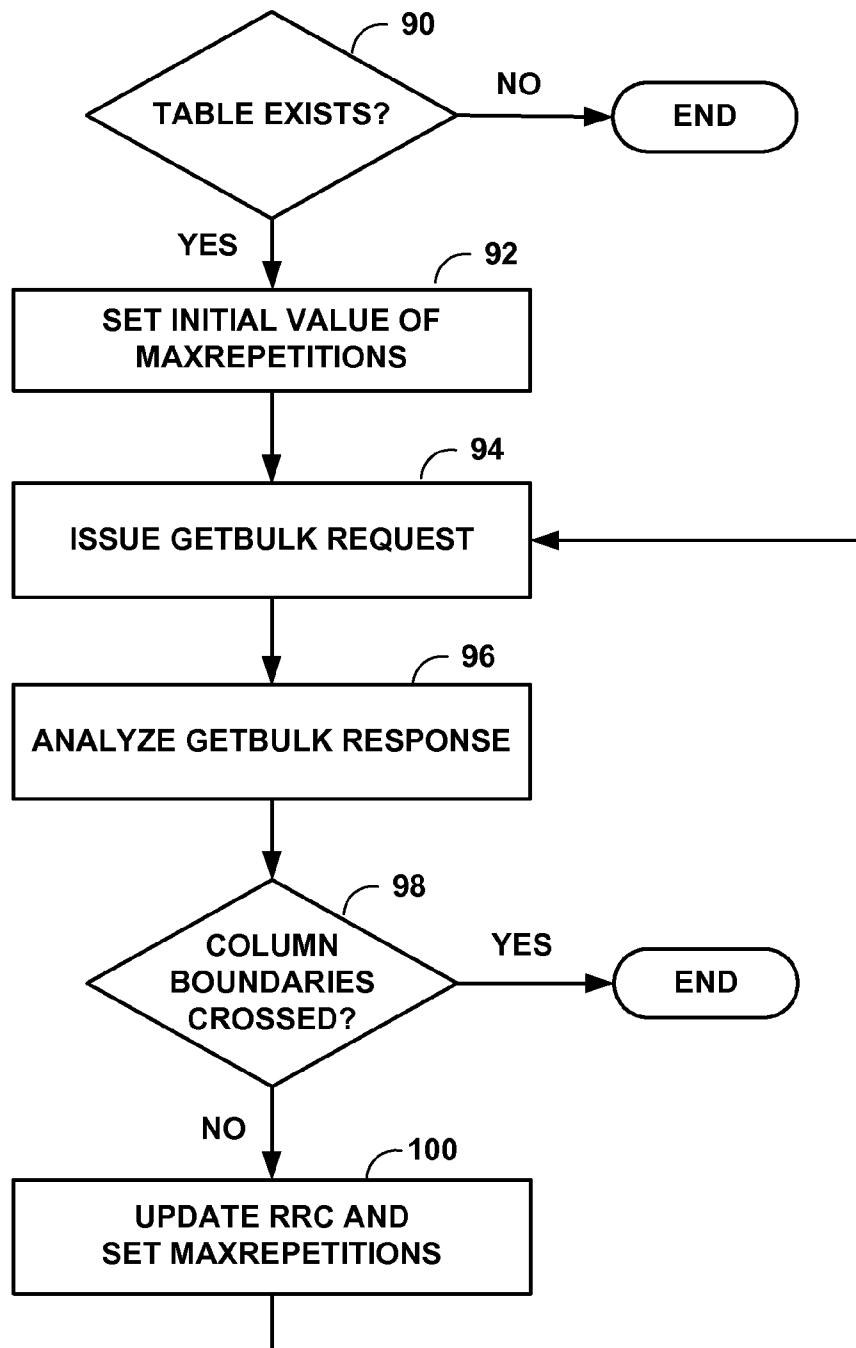 90
TABLE EXISTS?
NO
END
YES
92
SET INITIAL VALUE OF
MAXREPETITIONS
94
ISSUE GETBULK REQUEST
96
ANALYZE GETBULK RESPONSE
98
COLUMN
BOUNDARIES
CROSSED?
YES
END
NO
100
UPDATE RRC AND
SET MAXREPETITIONS